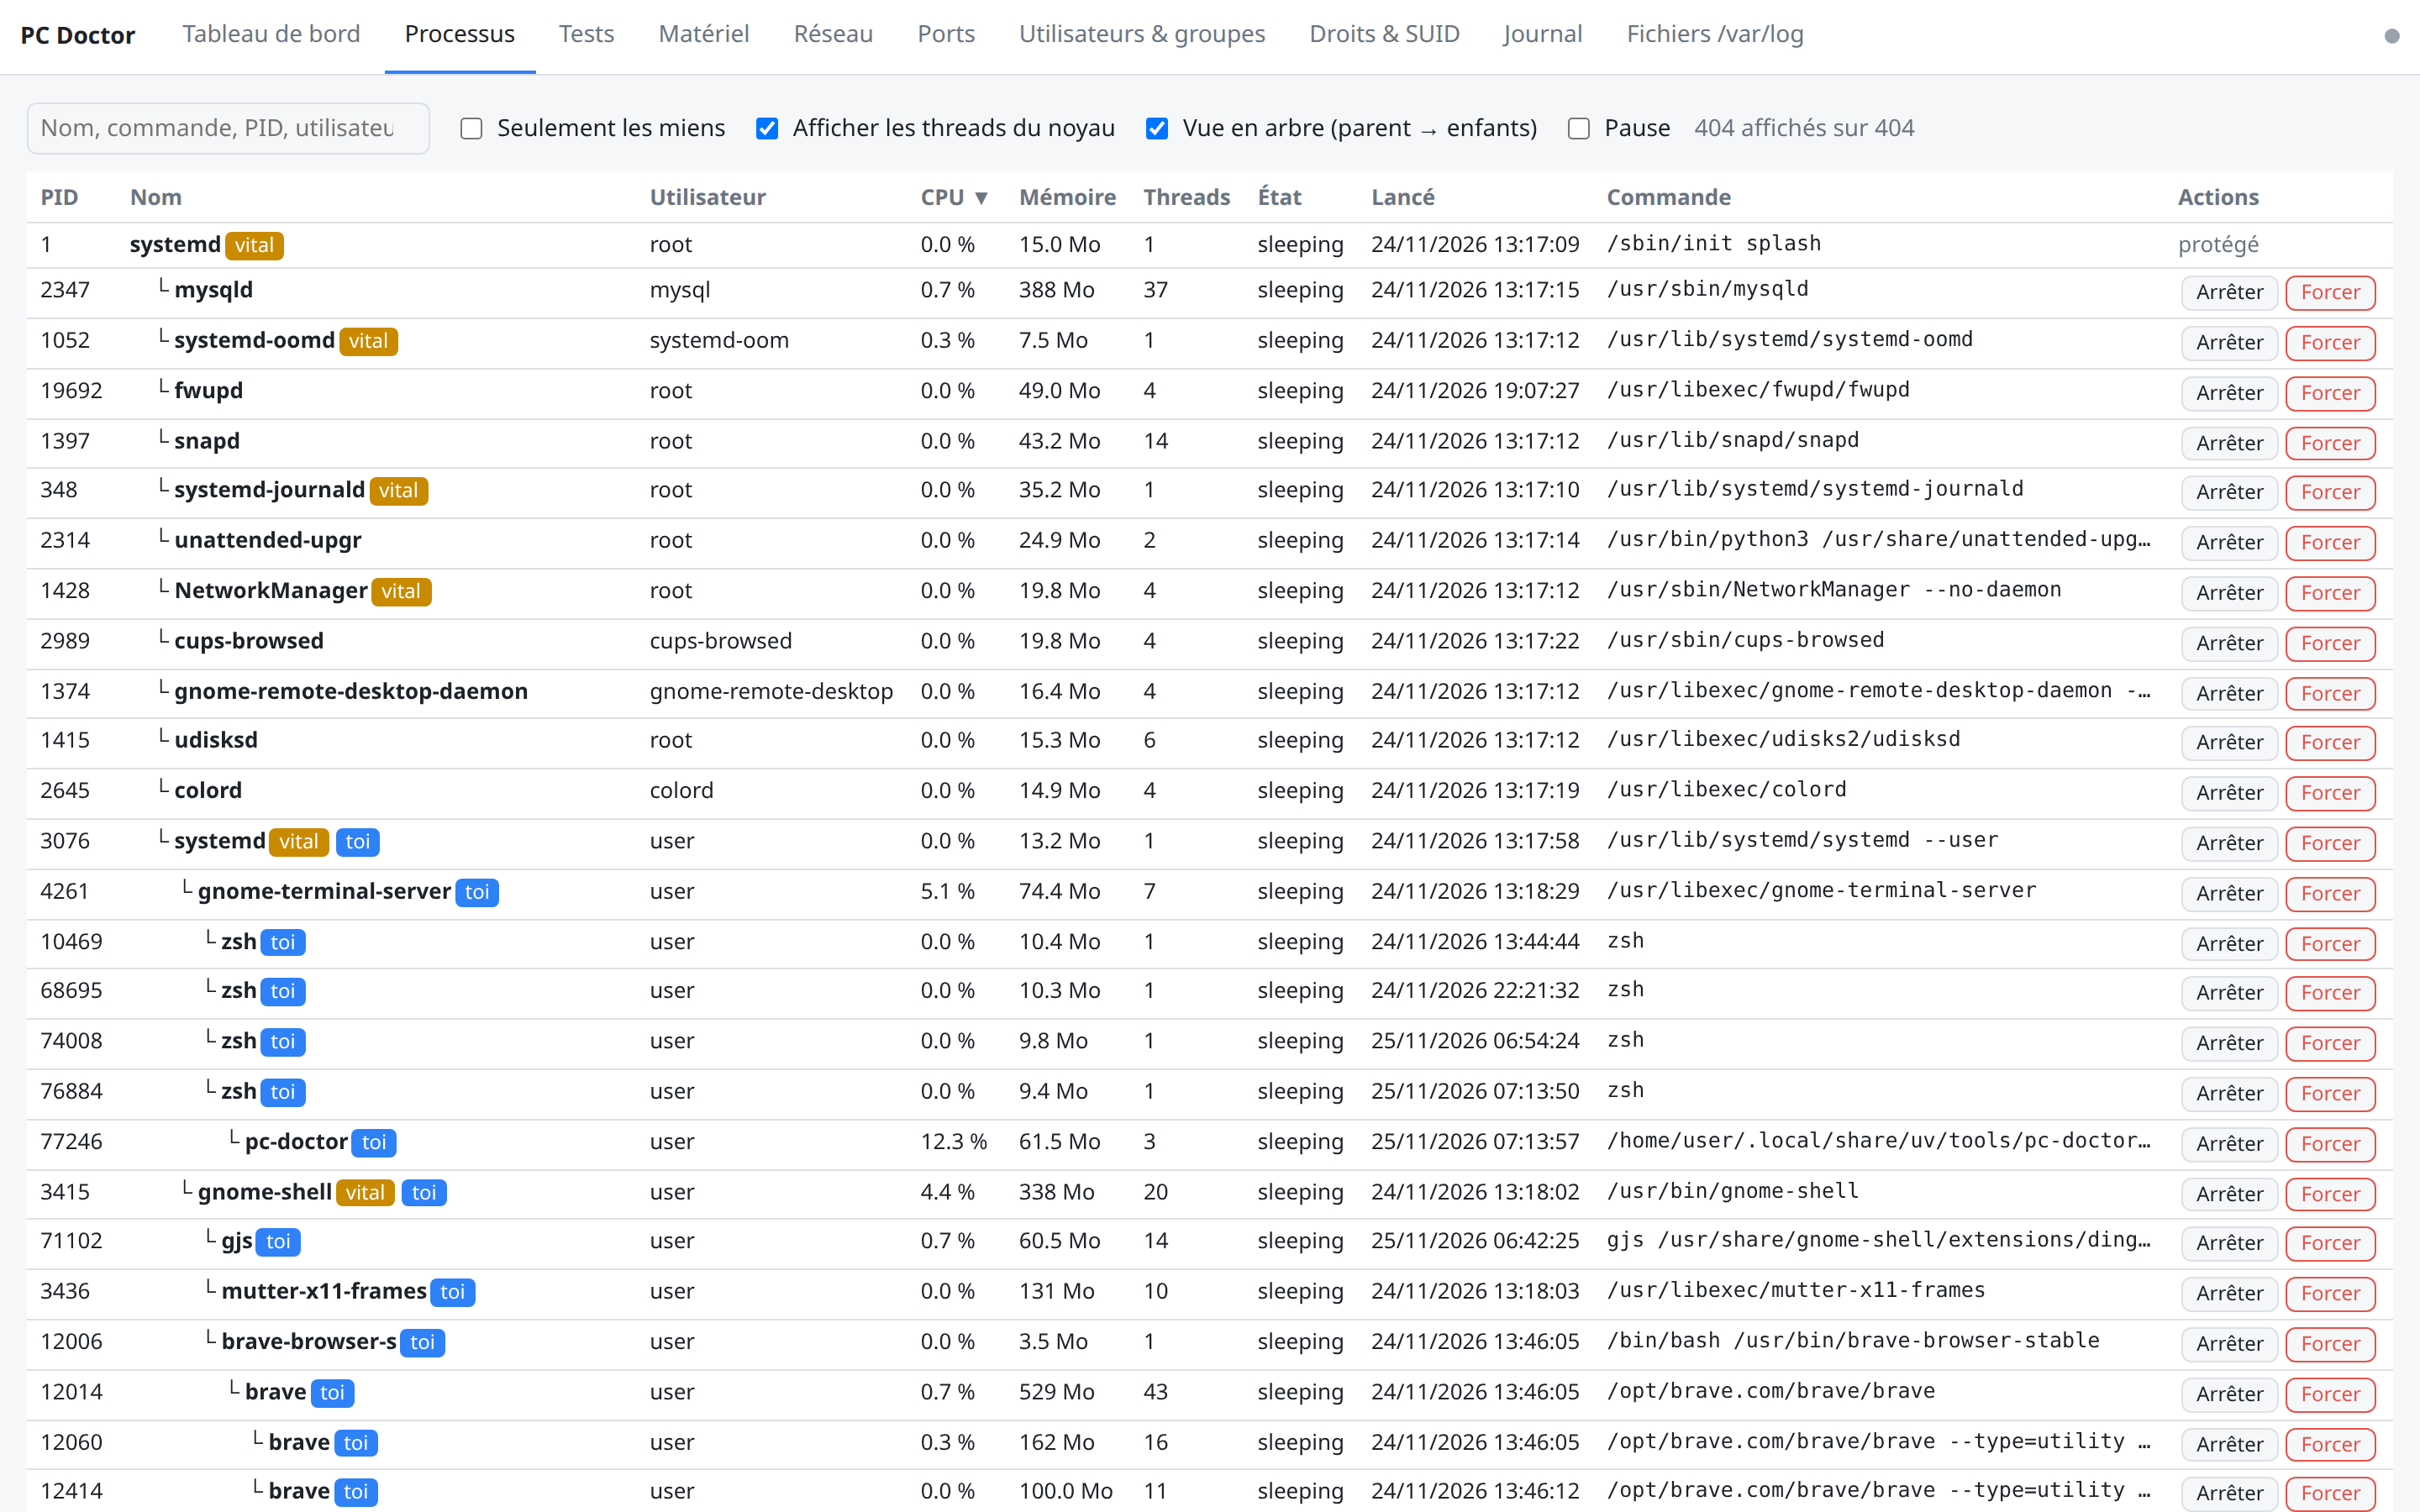 PC Doctor Tableau de bord Processus Tests Matériel Réseau Ports Utilisateurs & groupes Droits & SUID Journal Fichiers /var/log
Nom, commande, PID, utilisateu Seulement les miens Afficher les threads du noyau Vue en arbre (parent → enfants) Pause 404 affichés sur 404
PID Nom Utilisateur CPU ▼ Mémoire Threads État Lancé Commande Actions
1 systemd vital root 0.0 % 15.0 Mo 1 sleeping 24/11/2026 13:17:09 /sbin/init splash protégé
2347 └ mysqld mysql 0.7 % 388 Mo 37 sleeping 24/11/2026 13:17:15 /usr/sbin/mysqld Arrêter Forcer
1052 └ systemd-oomd vital systemd-oom 0.3 % 7.5 Mo 1 sleeping 24/11/2026 13:17:12 /usr/lib/systemd/systemd-oomd Arrêter Forcer
19692 └ fwupd root 0.0 % 49.0 Mo 4 sleeping 24/11/2026 19:07:27 /usr/libexec/fwupd/fwupd Arrêter Forcer
1397 └ snapd root 0.0 % 43.2 Mo 14 sleeping 24/11/2026 13:17:12 /usr/lib/snapd/snapd Arrêter Forcer
348 └ systemd-journald vital root 0.0 % 35.2 Mo 1 sleeping 24/11/2026 13:17:10 /usr/lib/systemd/systemd-journald Arrêter Forcer
2314 └ unattended-upgr root 0.0 % 24.9 Mo 2 sleeping 24/11/2026 13:17:14 /usr/bin/python3 /usr/share/unattended-upg… Arrêter Forcer
1428 └ NetworkManager vital root 0.0 % 19.8 Mo 4 sleeping 24/11/2026 13:17:12 /usr/sbin/NetworkManager --no-daemon Arrêter Forcer
2989 └ cups-browsed cups-browsed 0.0 % 19.8 Mo 4 sleeping 24/11/2026 13:17:22 /usr/sbin/cups-browsed Arrêter Forcer
1374 └ gnome-remote-desktop-daemon gnome-remote-desktop 0.0 % 16.4 Mo 4 sleeping 24/11/2026 13:17:12 /usr/libexec/gnome-remote-desktop-daemon -… Arrêter Forcer
1415 └ udisksd root 0.0 % 15.3 Mo 6 sleeping 24/11/2026 13:17:12 /usr/libexec/udisks2/udisksd Arrêter Forcer
2645 └ colord colord 0.0 % 14.9 Mo 4 sleeping 24/11/2026 13:17:19 /usr/libexec/colord Arrêter Forcer
3076 └ systemd vital toi user 0.0 % 13.2 Mo 1 sleeping 24/11/2026 13:17:58 /usr/lib/systemd/systemd --user Arrêter Forcer
4261 └ gnome-terminal-server toi user 5.1 % 74.4 Mo 7 sleeping 24/11/2026 13:18:29 /usr/libexec/gnome-terminal-server Arrêter Forcer
10469 └ zsh toi user 0.0 % 10.4 Mo 1 sleeping 24/11/2026 13:44:44 zsh Arrêter Forcer
68695 └ zsh toi user 0.0 % 10.3 Mo 1 sleeping 24/11/2026 22:21:32 zsh Arrêter Forcer
74008 └ zsh toi user 0.0 % 9.8 Mo 1 sleeping 25/11/2026 06:54:24 zsh Arrêter Forcer
76884 └ zsh toi user 0.0 % 9.4 Mo 1 sleeping 25/11/2026 07:13:50 zsh Arrêter Forcer
77246 └ pc-doctor toi user 12.3 % 61.5 Mo 3 sleeping 25/11/2026 07:13:57 /home/user/.local/share/uv/tools/pc-doctor… Arrêter Forcer
3415 └ gnome-shell vital toi user 4.4 % 338 Mo 20 sleeping 24/11/2026 13:18:02 /usr/bin/gnome-shell Arrêter Forcer
71102 └ gjs toi user 0.7 % 60.5 Mo 14 sleeping 25/11/2026 06:42:25 gjs /usr/share/gnome-shell/extensions/ding… Arrêter Forcer
3436 └ mutter-x11-frames toi user 0.0 % 131 Mo 10 sleeping 24/11/2026 13:18:03 /usr/libexec/mutter-x11-frames Arrêter Forcer
12006 └ brave-browser-s toi user 0.0 % 3.5 Mo 1 sleeping 24/11/2026 13:46:05 /bin/bash /usr/bin/brave-browser-stable Arrêter Forcer
12014 └ brave toi user 0.7 % 529 Mo 43 sleeping 24/11/2026 13:46:05 /opt/brave.com/brave/brave Arrêter Forcer
12060 └ brave toi user 0.3 % 162 Mo 16 sleeping 24/11/2026 13:46:05 /opt/brave.com/brave/brave --type=utility … Arrêter Forcer
12414 └ brave toi user 0.0 % 100.0 Mo 11 sleeping 24/11/2026 13:46:12 /opt/brave.com/brave/brave --type=utility … Arrêter Forcer